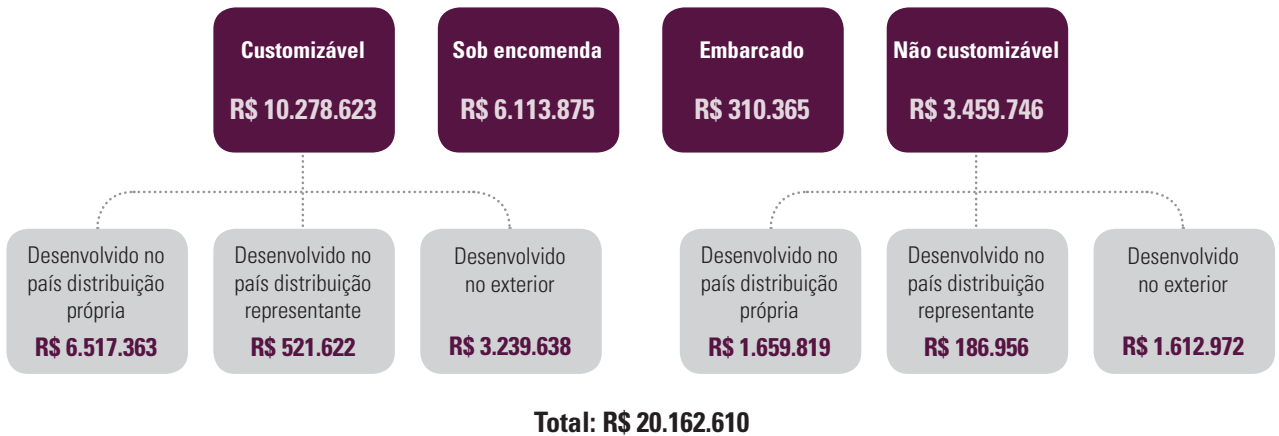 Customizável
R$ 10.278.623
Sob encomenda
R$ 6.113.875
Embarcado
R$ 310.365
Não customizável
R$ 3.459.746
Desenvolvido no
país distribuição
própria
R$ 6.517.363
Desenvolvido no
país distribuição
representante
R$ 521.622
Desenvolvido
no exterior
R$ 3.239.638
Desenvolvido no
país distribuição
própria
R$ 1.659.819
Desenvolvido no
país distribuição
representante
R$ 186.956
Desenvolvido
no exterior
R$ 1.612.972
Total: R$ 20.162.610